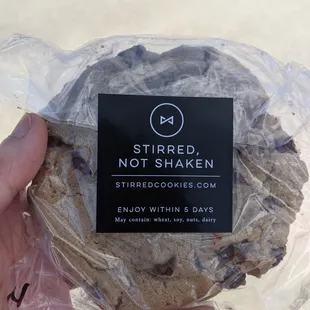 STIRRED,
NOT SHAKEN
STIRREDCOOKIES.COM
ENJOY WITHIN 5 DAYS
May contain: wheat, soy, nuts, dairy